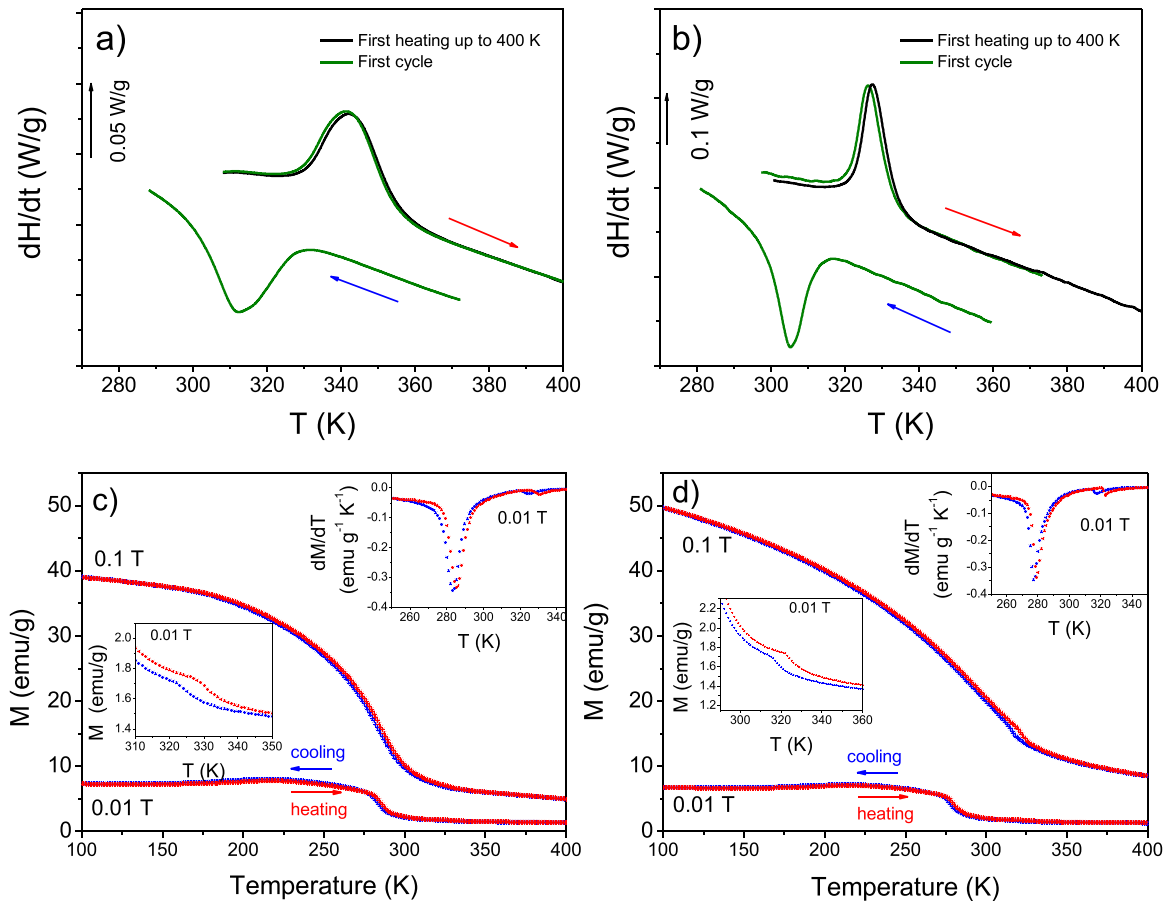 a)
First heating up to 400 K
First cycle
0.05 W/g
dH/dt (W/g)
280 300 320 340 360 380 400
T (K)
b)
First heating up to 400 K
First cycle
0.1 W/g
dH/dt (W/g)
280 300 320 340 360 380 400
T (K)
c)
50
40
30
20
10
0
M (emu/g)
0.1 T
0.01 T
cooling
heating
100 150 200 250 300 350 400
Temperature (K)
0.01 T
2.0
1.8
1.6
1.4
M (emu/g)
310 320 330 340 350
T (K)
0.0
-0.1
-0.2
-0.3
-0.4
dM/dT
(emu g⁻¹ K⁻¹)
0.01 T
260 280 300 320 340
T (K)
d)
50
40
30
20
10
0
M (emu/g)
0.1 T
0.01 T
cooling
heating
100 150 200 250 300 350 400
Temperature (K)
0.01 T
2.2
2.0
1.8
1.6
1.4
1.2
M (emu/g)
300 320 340 360
T (K)
0.0
-0.1
-0.2
-0.3
-0.4
dM/dT
(emu g⁻¹ K⁻¹)
0.01 T
260 280 300 320 340
T (K)